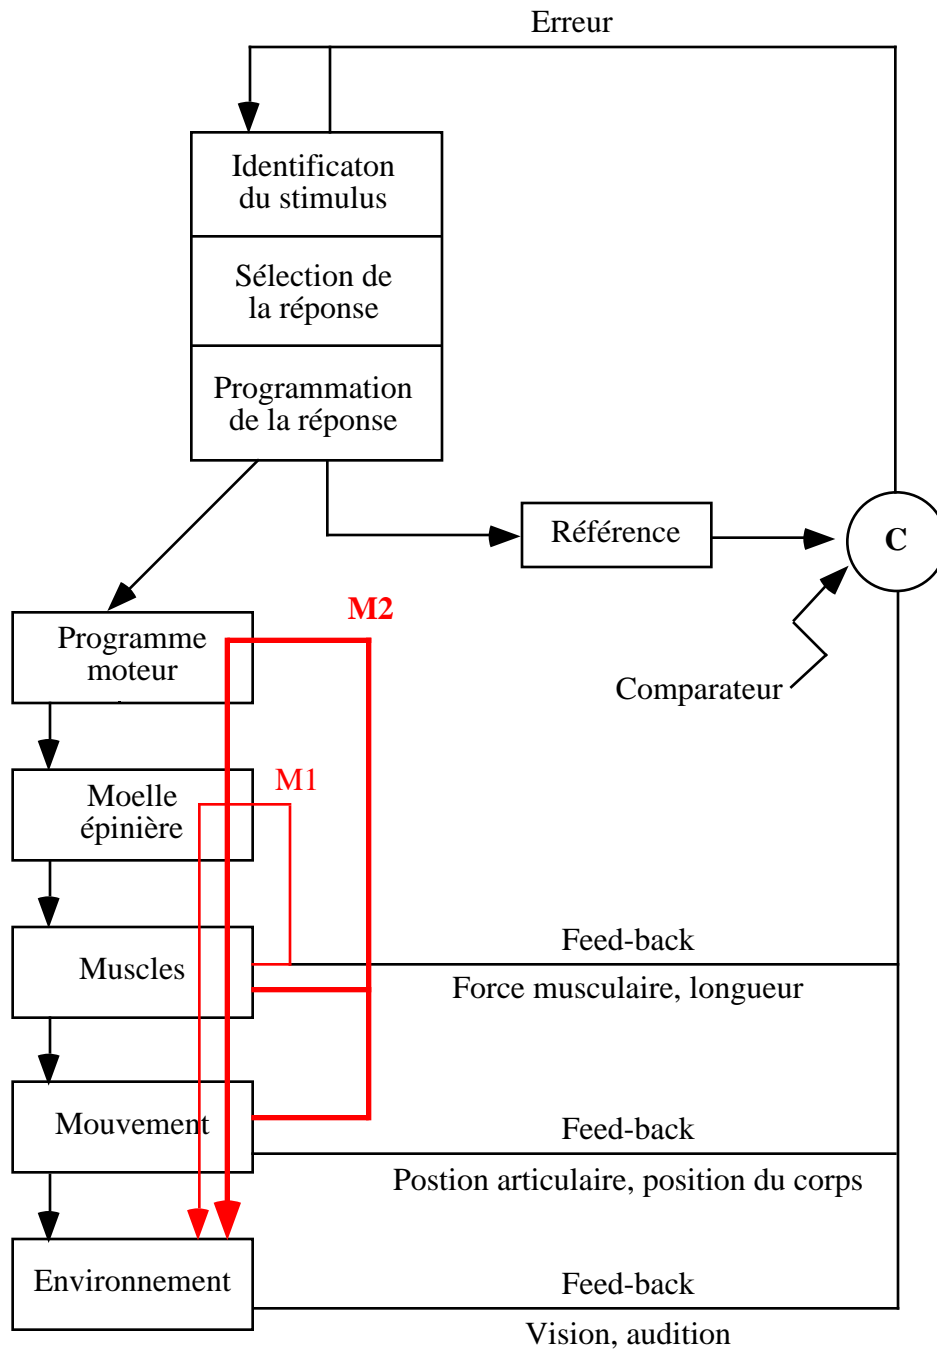 Erreur
Identificaton
du stimulus
Sélection de
la réponse
Programmation
de la réponse
Référence
C
M2
Programme
moteur
Comparateur
M1
Moelle
épinière
Feed-back
Muscles
Force musculaire, longueur
Mouvement
Feed-back
Postion articulaire, position du corps
Environnement
Feed-back
Vision, audition